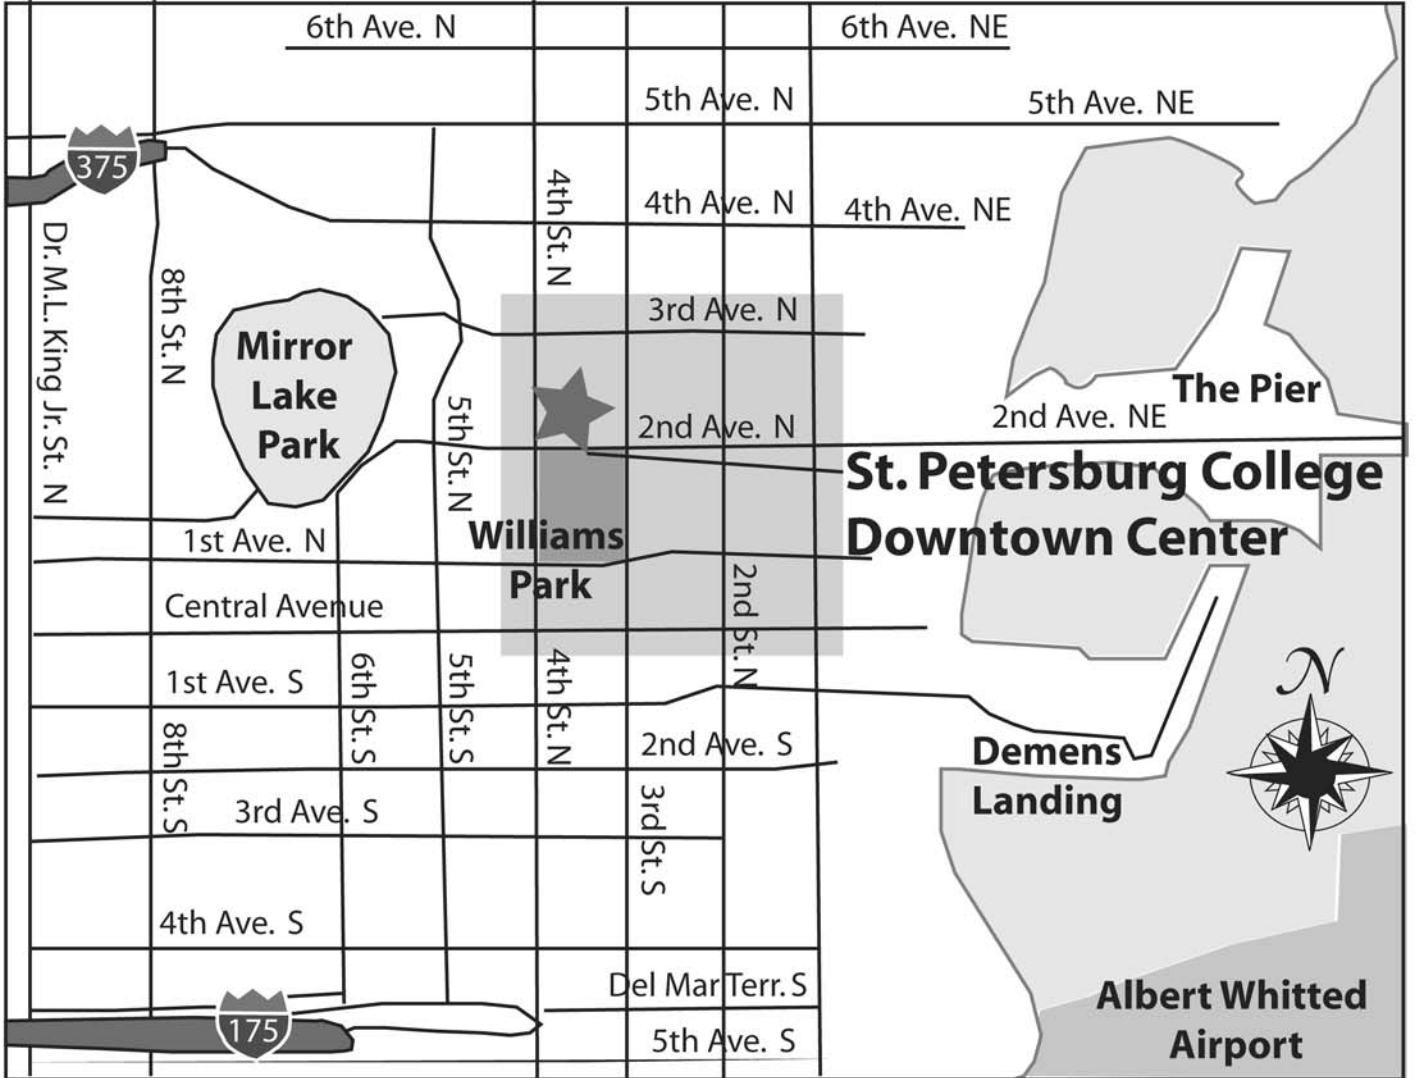 6th Ave. N
6th Ave. NE
5th Ave. N
5th Ave. NE
375
4th St. N
4th Ave. N
4th Ave. NE
Dr. M.L. King Jr. St. N
8th St. N
3rd Ave. N
Mirror
Lake
Park
The Pier
5th St. N
2nd Ave. N
2nd Ave. NE
St. Petersburg College
Downtown Center
1st Ave. N
Williams
Park
2nd St. N
Central Avenue
1st Ave. S
6th St. S
5th St. S
4th St. N
N
8th St. S
2nd Ave. S
Demens
Landing
3rd Ave. S
3rd St. S
4th Ave. S
Del Mar Terr. S
Albert Whitted
Airport
175
5th Ave. S